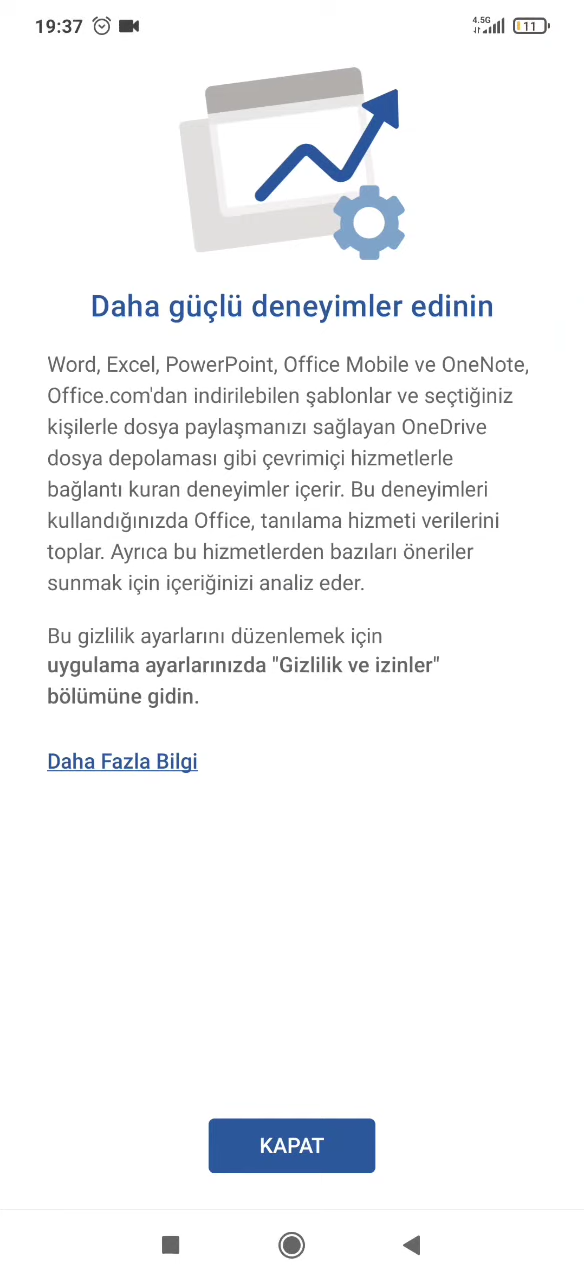 19:37
4.5G
11
Daha güçlü deneyimler edinin
Word, Excel, PowerPoint, Office Mobile ve OneNote,
Office.com'dan indirilebilen şablonlar ve seçtiğiniz
kişilerle dosya paylaşmanızı sağlayan OneDrive
dosya depolaması gibi çevrimiçi hizmetlerle
bağlantı kuran deneyimler içerir. Bu deneyimleri
kullandığınızda Office, tanılama hizmeti verilerini
toplar. Ayrıca bu hizmetlerden bazıları öneriler
sunmak için içeriğinizi analiz eder.
Bu gizlilik ayarlarını düzenlemek için
uygulama ayarlarınızda "Gizlilik ve izinler"
bölümüne gidin.
Daha Fazla Bilgi
KAPAT